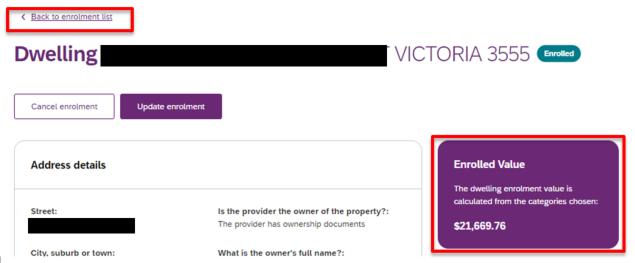 < Back to enrolment list
Dwelling VICTORIA 3555 Enrolled
Cancel enrolment Update enrolment
Address details
Enrolled Value
The dwelling enrolment value is
calculated from the categories chosen:
$21,669.76
Street:
Is the provider the owner of the property?:
The provider has ownership documents
City, suburb or town:
What is the owner's full name?: